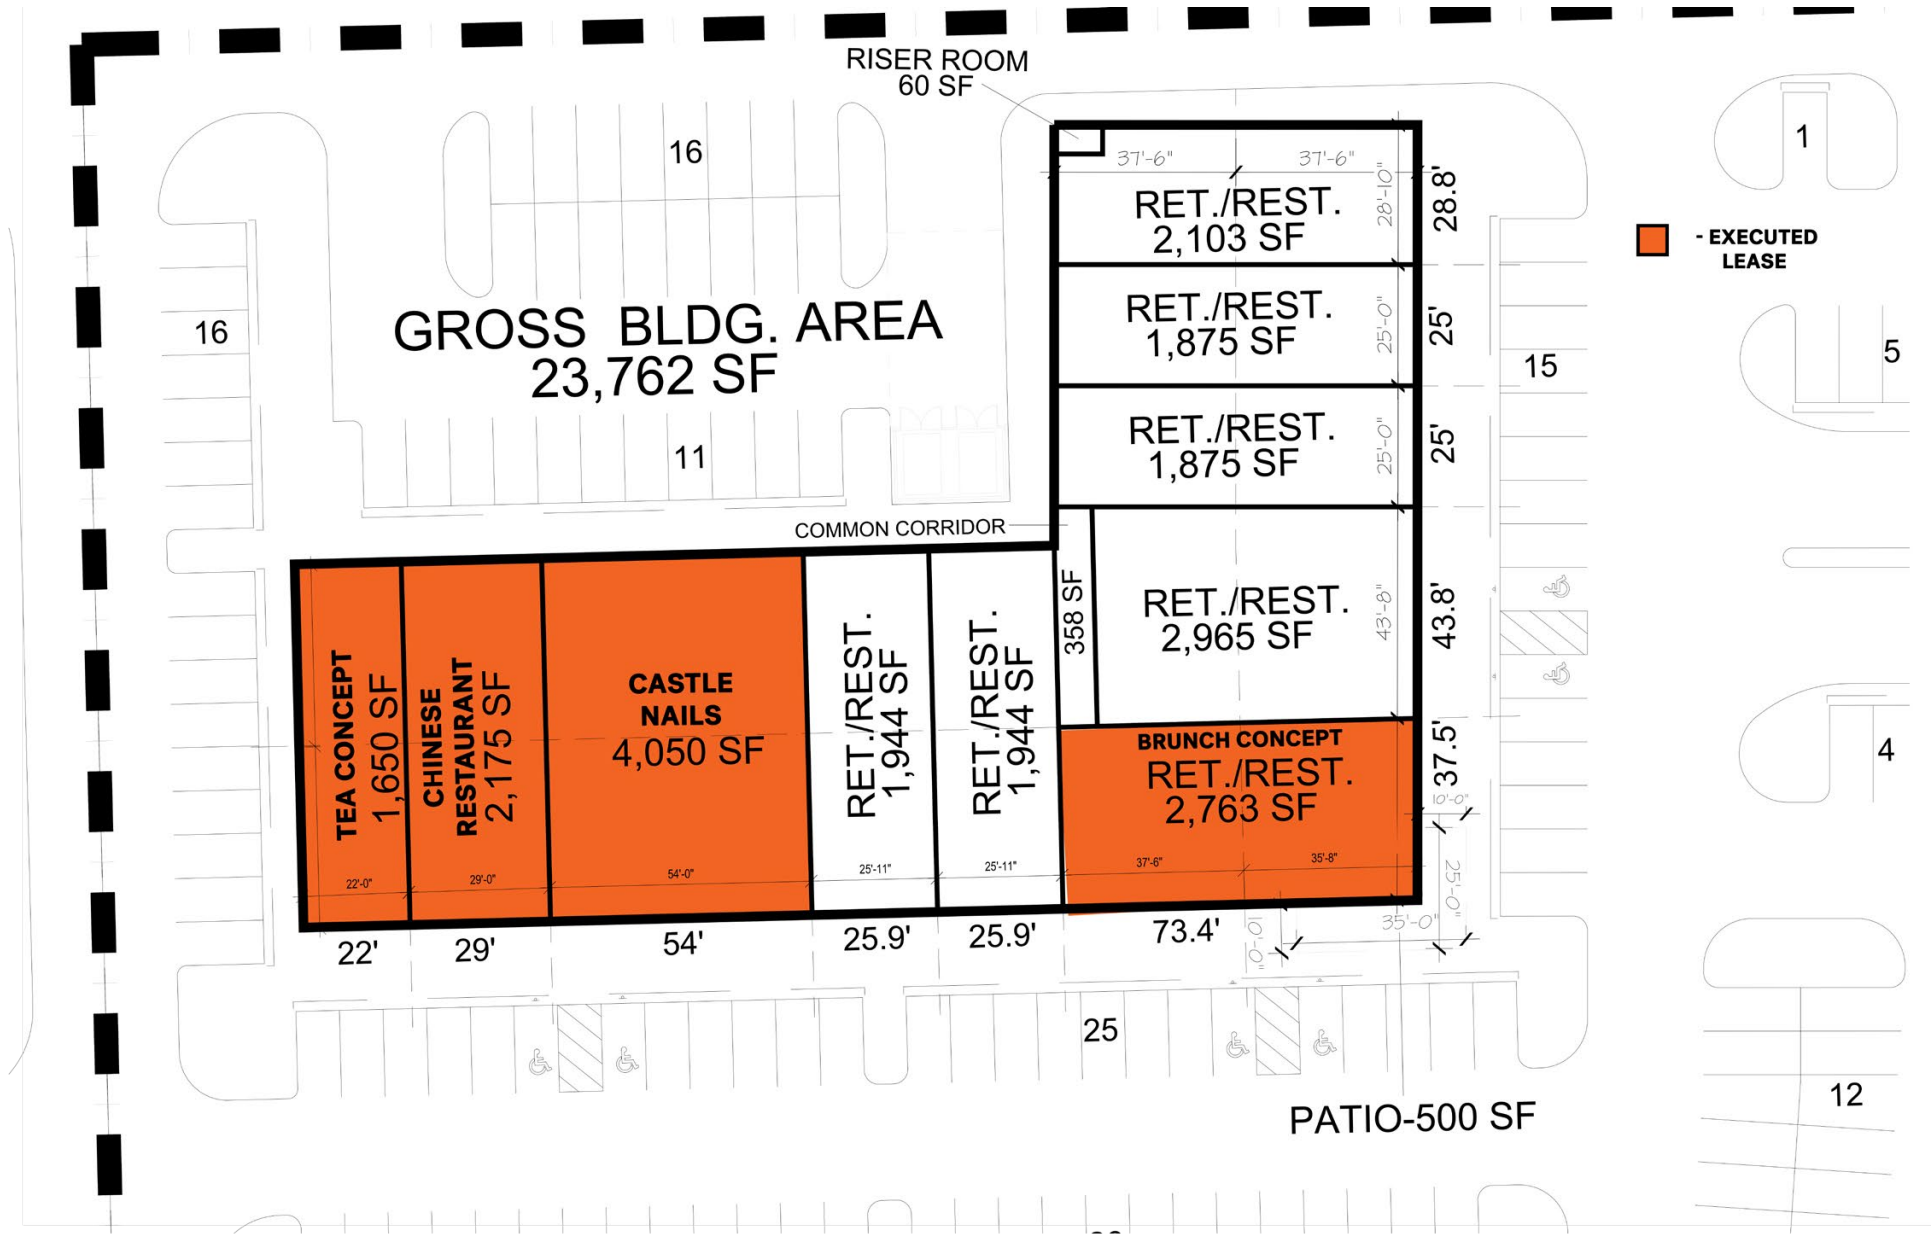 RISER ROOM
60 SF
16
1
37'-6"
37'-6"
28'-10"
28.8'
RET./REST.
2,103 SF
- EXECUTED
LEASE
16
GROSS BLDG. AREA
23,762 SF
RET./REST.
1,875 SF
25'-0"
25'
15
5
11
RET./REST.
1,875 SF
25'-0"
25'
COMMON CORRIDOR
358 SF
RET./REST.
2,965 SF
43'-8"
43.8'
TEA CONCEPT
1,650 SF
CHINESE
RESTAURANT
2,175 SF
CASTLE
NAILS
4,050 SF
RET./REST.
1,944 SF
RET./REST.
1,944 SF
BRUNCH CONCEPT
RET./REST.
2,763 SF
37.5'
4
10'-0"
22'-0"
29'-0"
54'-0"
25'-11"
25'-11"
37'-6"
35'-8"
25'-0"
22'
29'
54'
25.9'
25.9'
73.4'
10'-0"
35'-0"
25
12
PATIO-500 SF